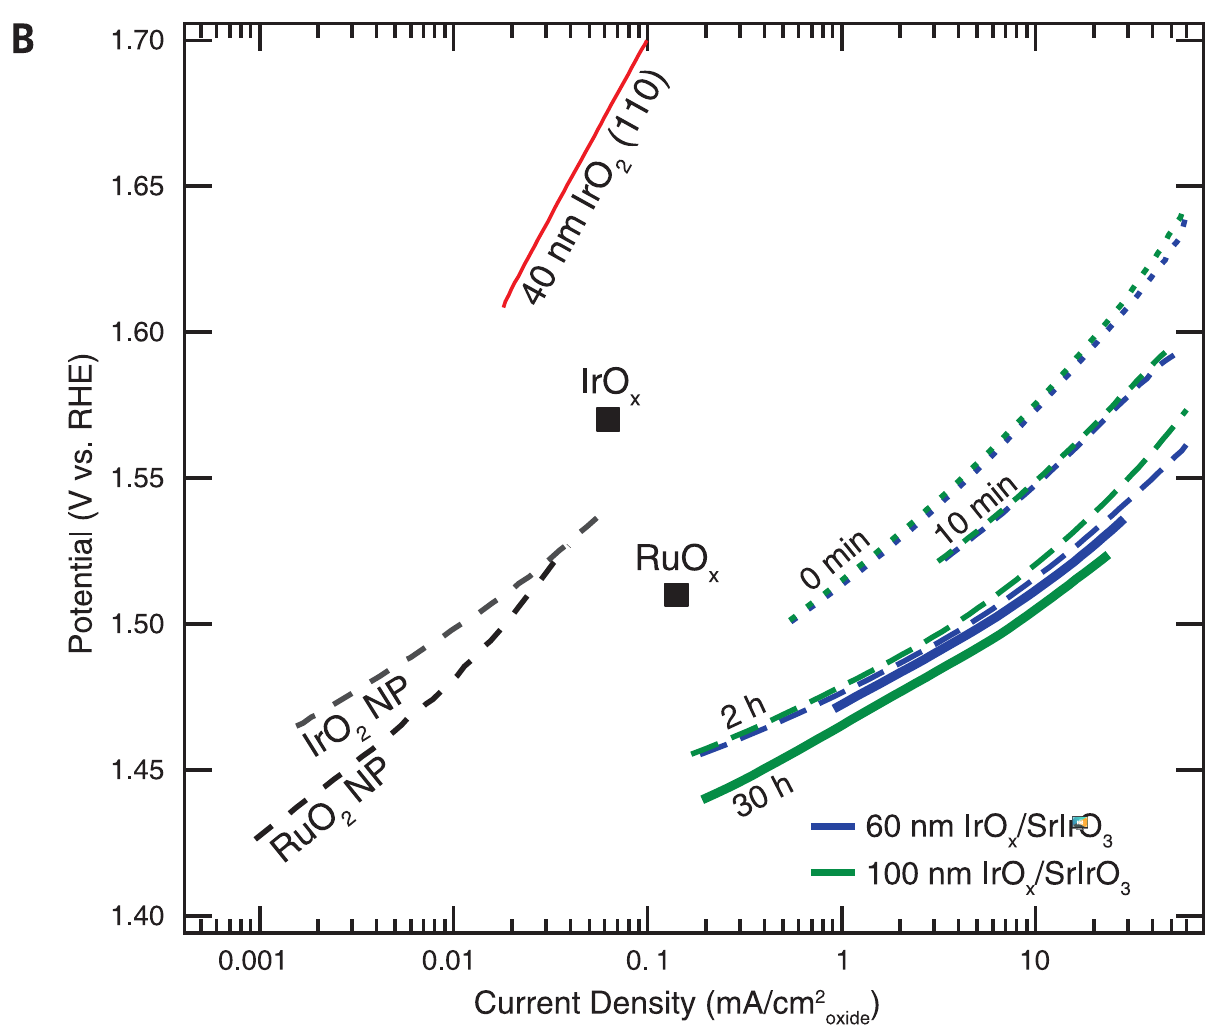 B
1.70
1.65
1.60
1.55
1.50
1.45
1.40
Potential (V vs. RHE)
40 nm IrO₂ (110)
IrOₓ
RuOₓ
0 min
10 min
IrO₂ NP
RuO₂ NP
2 h
30 h
60 nm IrOₓ/SrIrO₃
100 nm IrOₓ/SrIrO₃
0.001
0.01
0.1
1
10
Current Density (mA/cm²oxide)